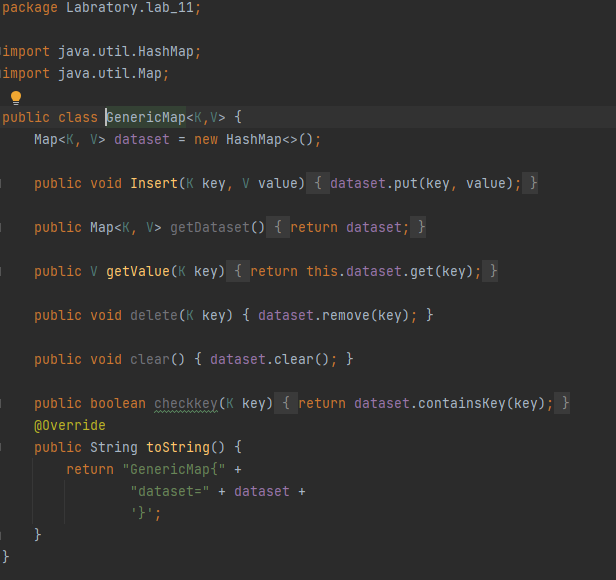 package Labratory.lab_11;
import java.util.HashMap;
import java.util.Map;
public class GenericMap<K,V> {
Map<K, V> dataset = new HashMap<>();
public void Insert(K key, V value) { dataset.put(key, value); }
public Map<K, V> getDataset() { return dataset; }
public V getValue(K key) { return this.dataset.get(key); }
public void delete(K key) { dataset.remove(key); }
public void clear() { dataset.clear(); }
public boolean checkkey(K key) { return dataset.containsKey(key); }
@Override
public String toString() {
return "GenericMap{" +
"dataset=" + dataset +
'}';
}
}